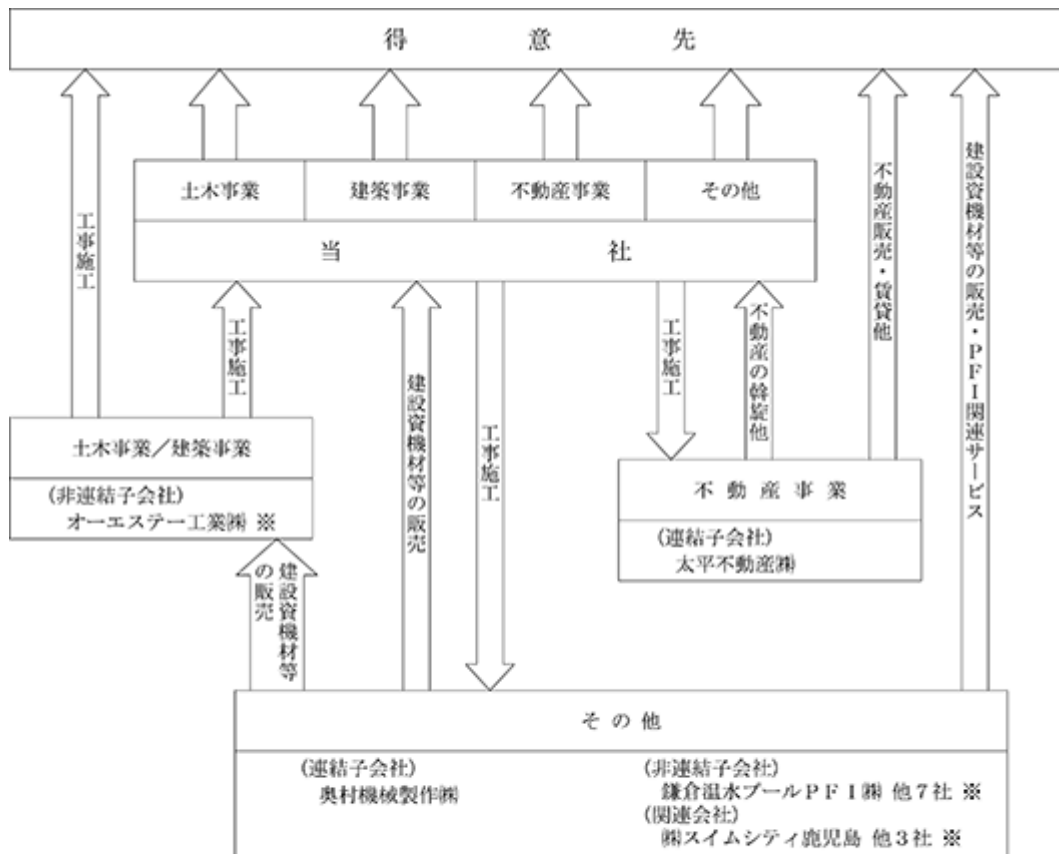 得意先
土木事業
建築事業
不動産事業
その他
当社
工事施工
工事施工
建設資機材等の販売
工事施工
工事施工
不動産の斡旋他
不動産販売・賃貸他
建設資機材等の販売・PFI関連サービス
土木事業／建築事業
(非連結子会社)
オーエステー工業㈱ ※
建設資機材等
の販売
不動産事業
(連結子会社)
太平不動産㈱
その他
(連結子会社)
奥村機械製作㈱
(非連結子会社)
鎌倉温水プールPFI㈱ 他7社 ※
(関連会社)
㈱スイムシティ鹿児島 他3社 ※